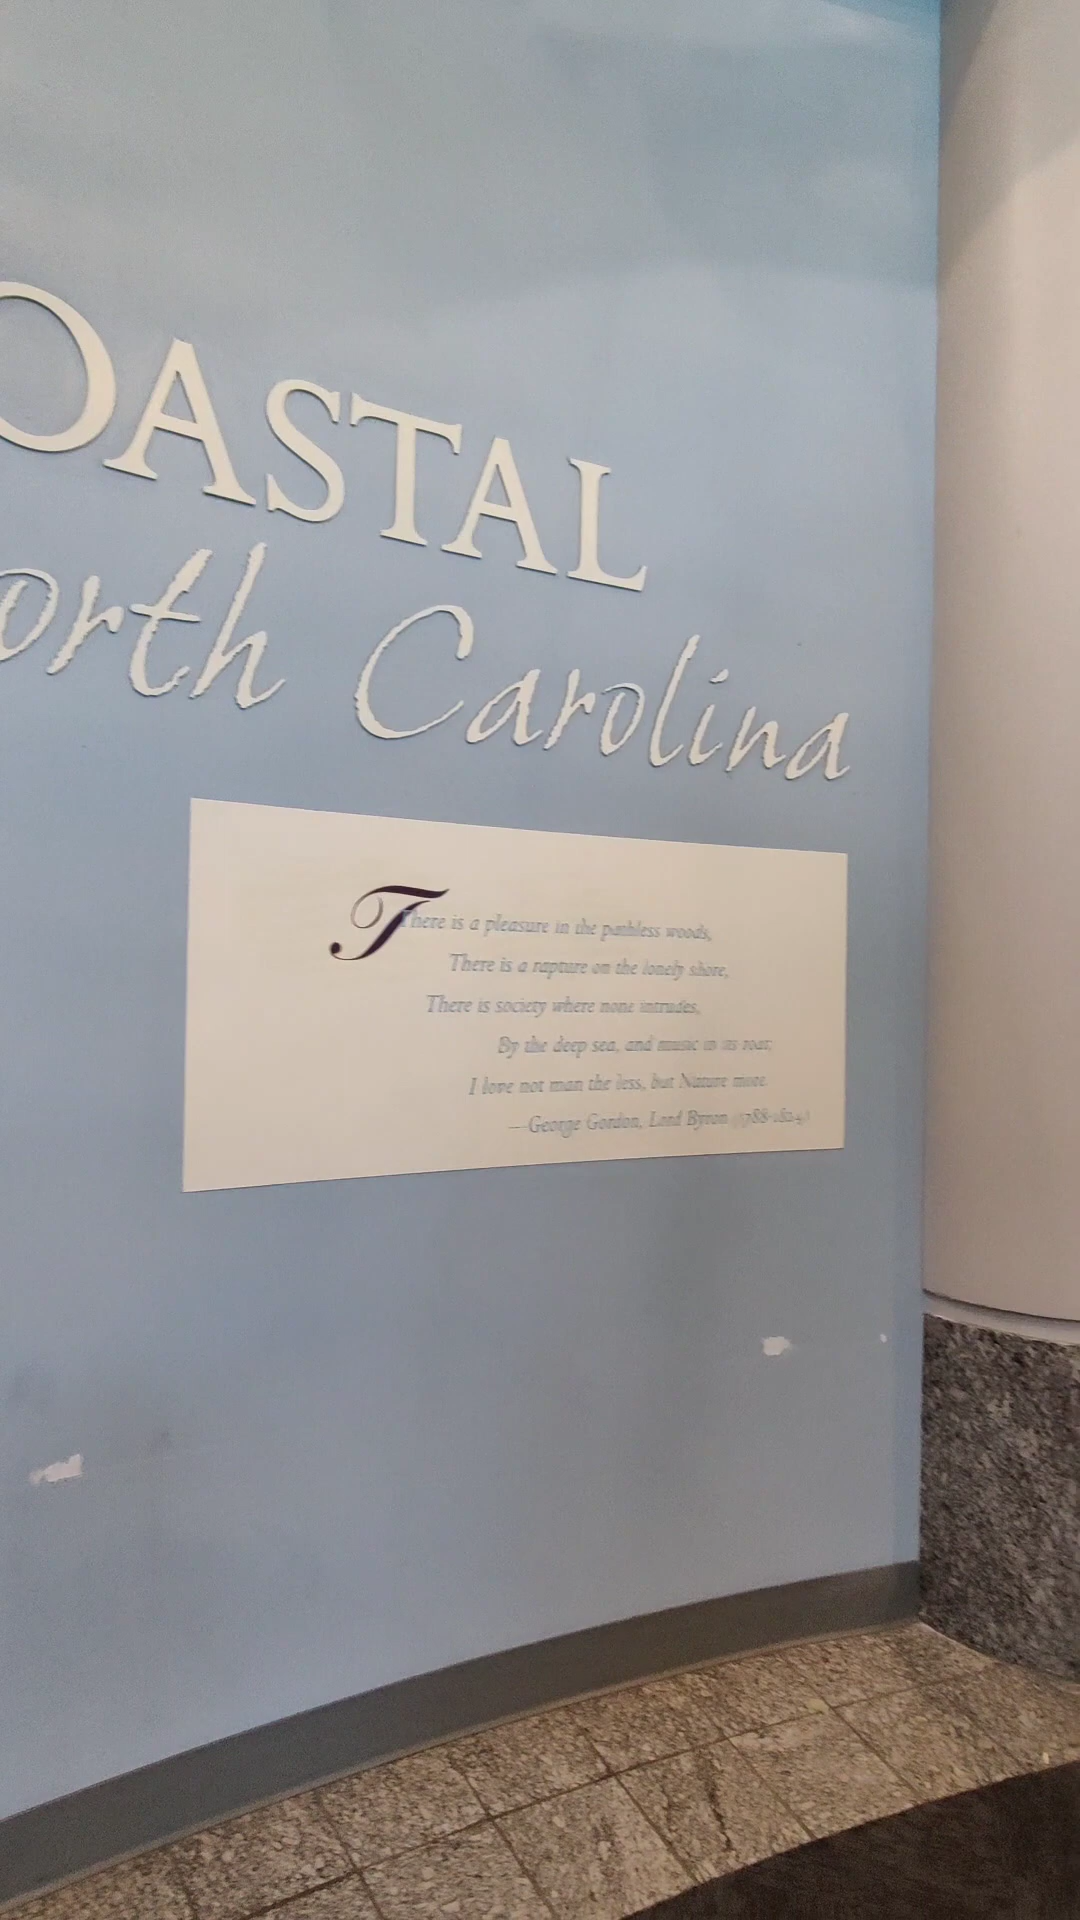 OASTAL
orth Carolina
There is a pleasure in the pathless woods,
There is a rapture on the lonely shore,
There is society where none intrudes,
By the deep sea, and music in its roar;
I love not man the less, but Nature more.
—George Gordon, Lord Byron (1788-1824)